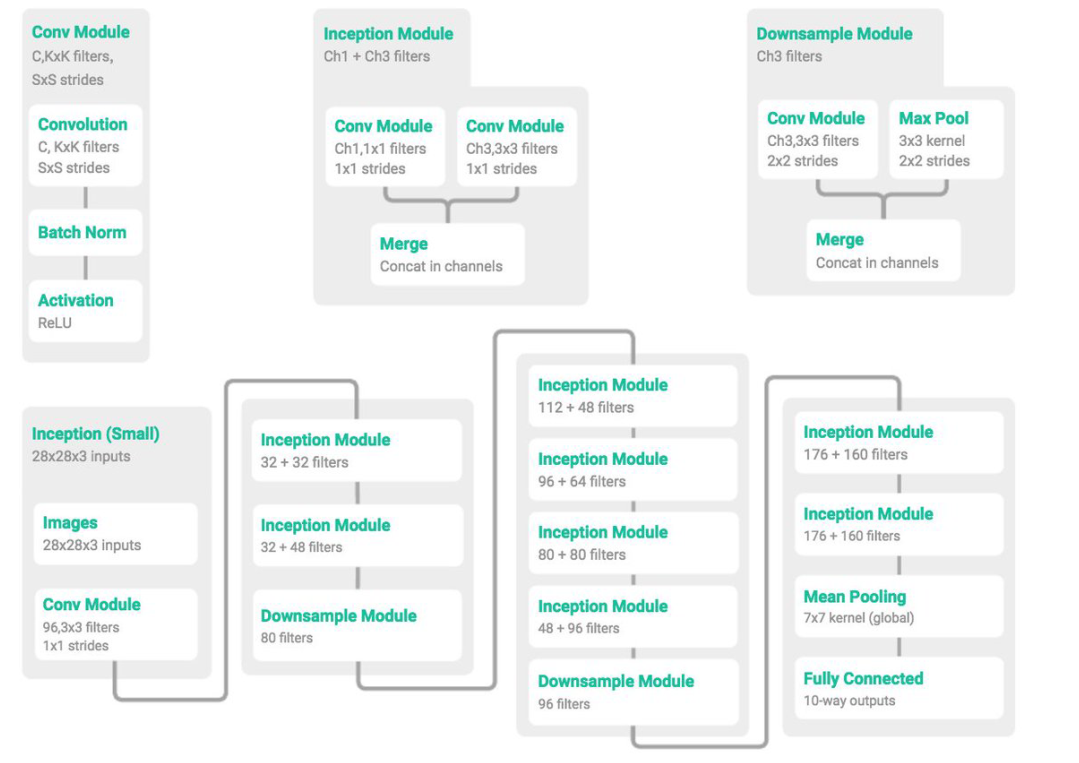 Conv Module
C,KxK filters,
SxS strides
Convolution
C, KxK filters
SxS strides
Batch Norm
Activation
ReLU
Inception Module
Ch1 + Ch3 filters
Conv Module
Ch1,1x1 filters
1x1 strides
Conv Module
Ch3,3x3 filters
1x1 strides
Merge
Concat in channels
Downsample Module
Ch3 filters
Conv Module
Ch3,3x3 filters
2x2 strides
Max Pool
3x3 kernel
2x2 strides
Merge
Concat in channels
Inception (Small)
28x28x3 inputs
Images
28x28x3 inputs
Conv Module
96,3x3 filters
1x1 strides
Inception Module
32 + 32 filters
Inception Module
32 + 48 filters
Downsample Module
80 filters
Inception Module
112 + 48 filters
Inception Module
96 + 64 filters
Inception Module
80 + 80 filters
Inception Module
48 + 96 filters
Downsample Module
96 filters
Inception Module
176 + 160 filters
Inception Module
176 + 160 filters
Mean Pooling
7x7 kernel (global)
Fully Connected
10-way outputs